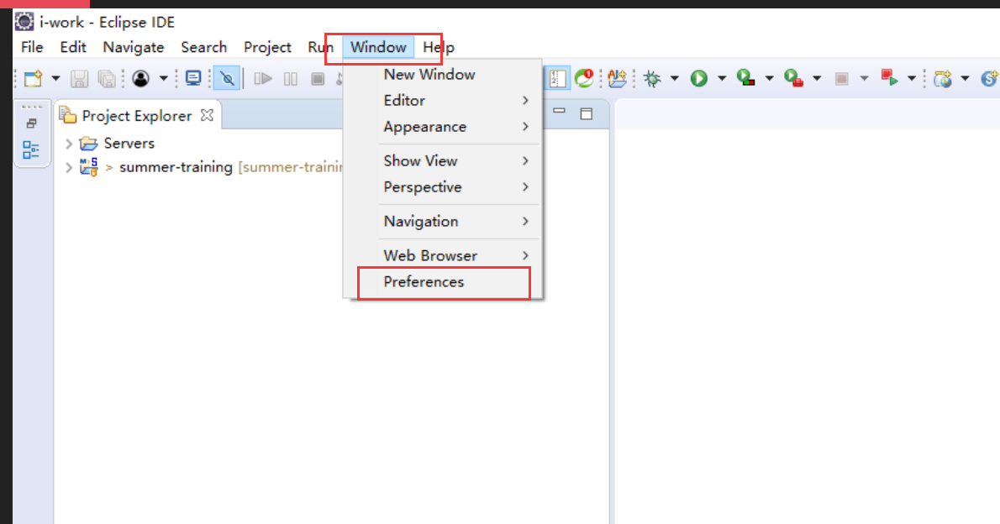 i-work - Eclipse IDE
File Edit Navigate Search Project Run Window Help
New Window
Editor
Appearance
Show View
Perspective
Navigation
Web Browser
Preferences
Project Explorer
Servers
> summer-training [summer-trainin